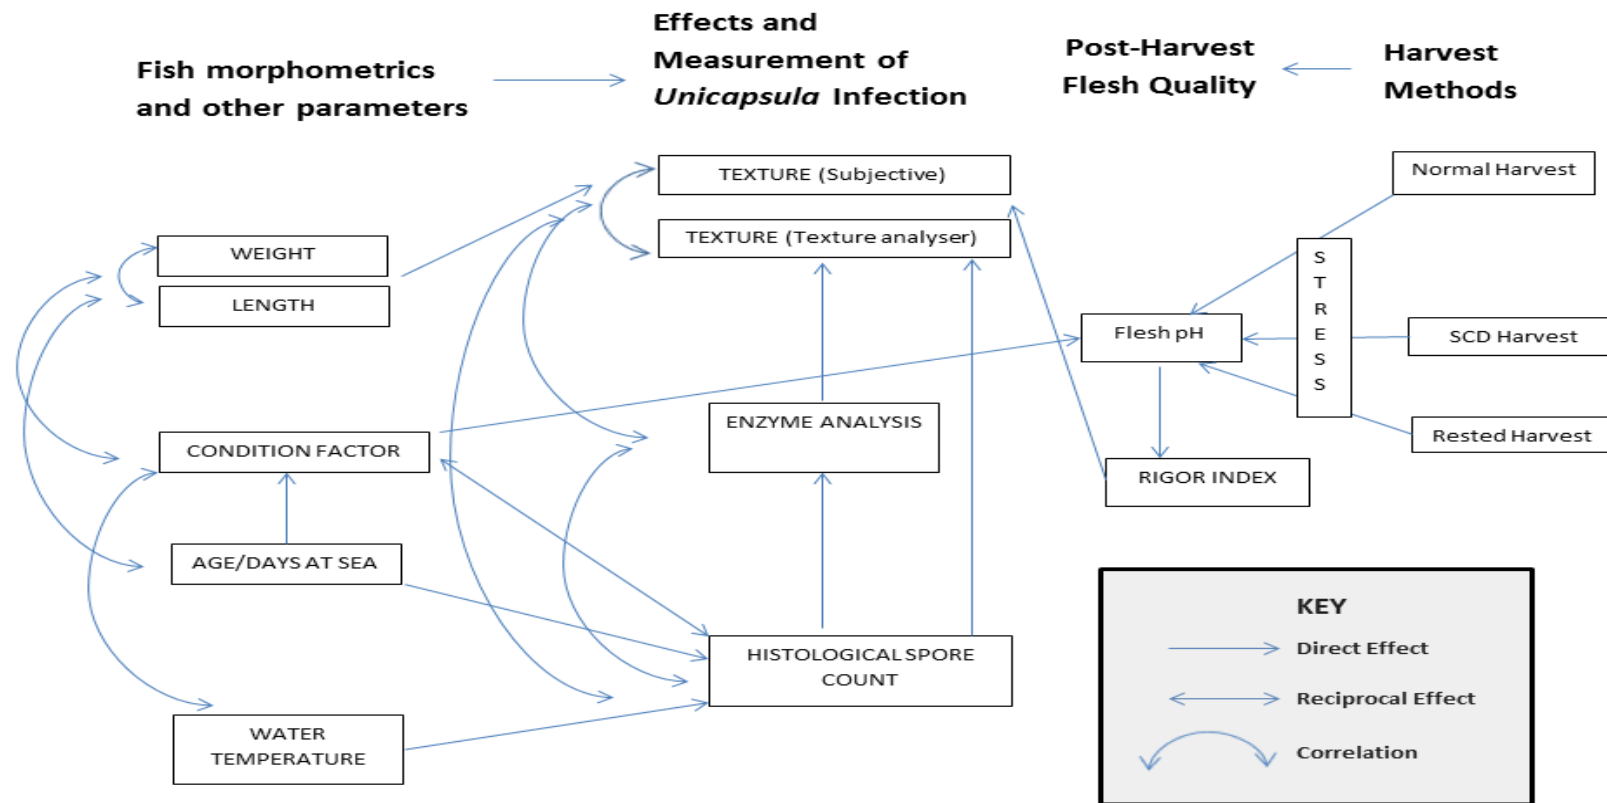 Fish morphometrics
and other parameters
Effects and
Measurement of
Unicapsula Infection
Post-Harvest
Flesh Quality
Harvest
Methods
TEXTURE (Subjective)
TEXTURE (Texture analyser)
WEIGHT
LENGTH
CONDITION FACTOR
AGE/DAYS AT SEA
WATER
TEMPERATURE
ENZYME ANALYSIS
HISTOLOGICAL SPORE
COUNT
Flesh pH
RIGOR INDEX
S
T
R
E
S
S
Normal Harvest
SCD Harvest
Rested Harvest
KEY
Direct Effect
Reciprocal Effect
Correlation